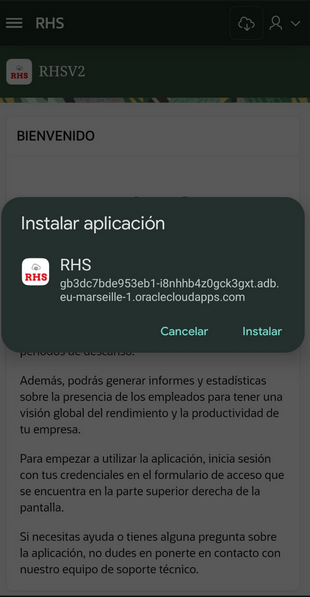 RHS
RHS
RHSV2
BIENVENIDO
Instalar aplicación
RHS
RHS
gb3dc7bde953eb1-i8nhhb4z0gck3gxt.adb.
eu-marseille-1.oraclecloudapps.com
Cancelar
Instalar
periodos de descanso.
Además, podrás generar informes y estadísticas
sobre la presencia de los empleados para tener una
visión global del rendimiento y la productividad de
tu empresa.
Para empezar a utilizar la aplicación, inicia sesión
con tus credenciales en el formulario de acceso que
se encuentra en la parte superior derecha de la
pantalla.
Si necesitas ayuda o tienes alguna pregunta sobre
la aplicación, no dudes en ponerte en contacto con
nuestro equipo de soporte técnico.